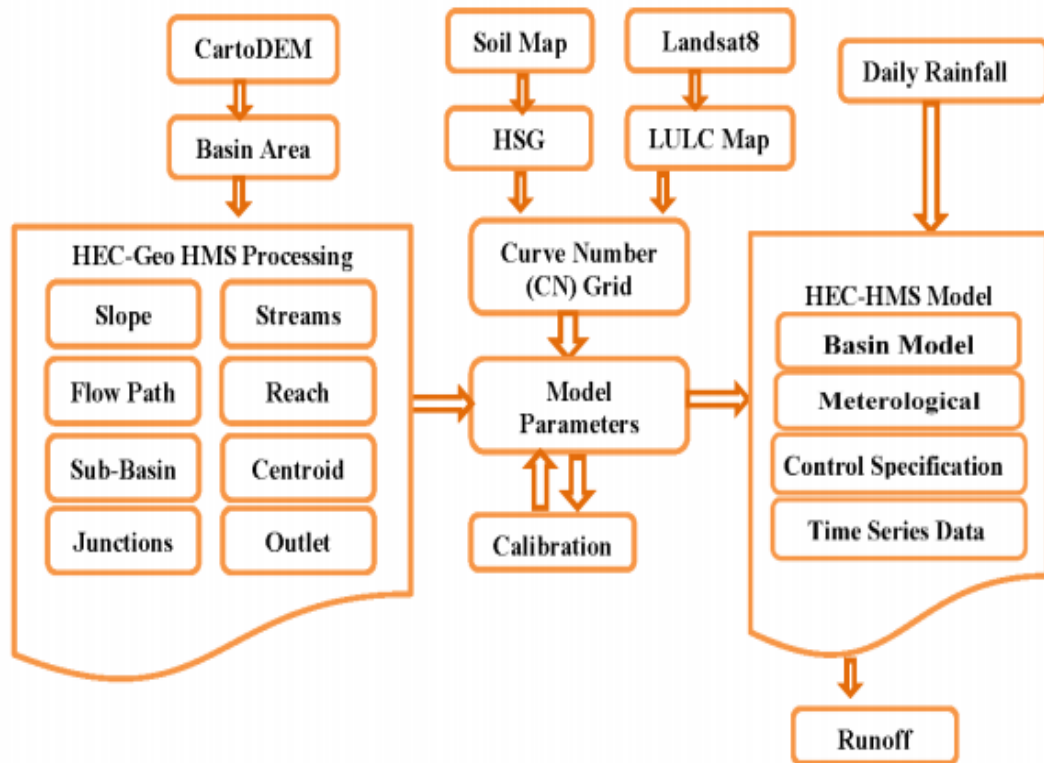 CartoDEM
Soil Map
Landsat8
Daily Rainfall
Basin Area
HSG
LULC Map
HEC-Geo HMS Processing
Slope
Streams
Flow Path
Reach
Sub-Basin
Centroid
Junctions
Outlet
Curve Number
(CN) Grid
Model
Parameters
Calibration
HEC-HMS Model
Basin Model
Meterological
Control Specification
Time Series Data
Runoff